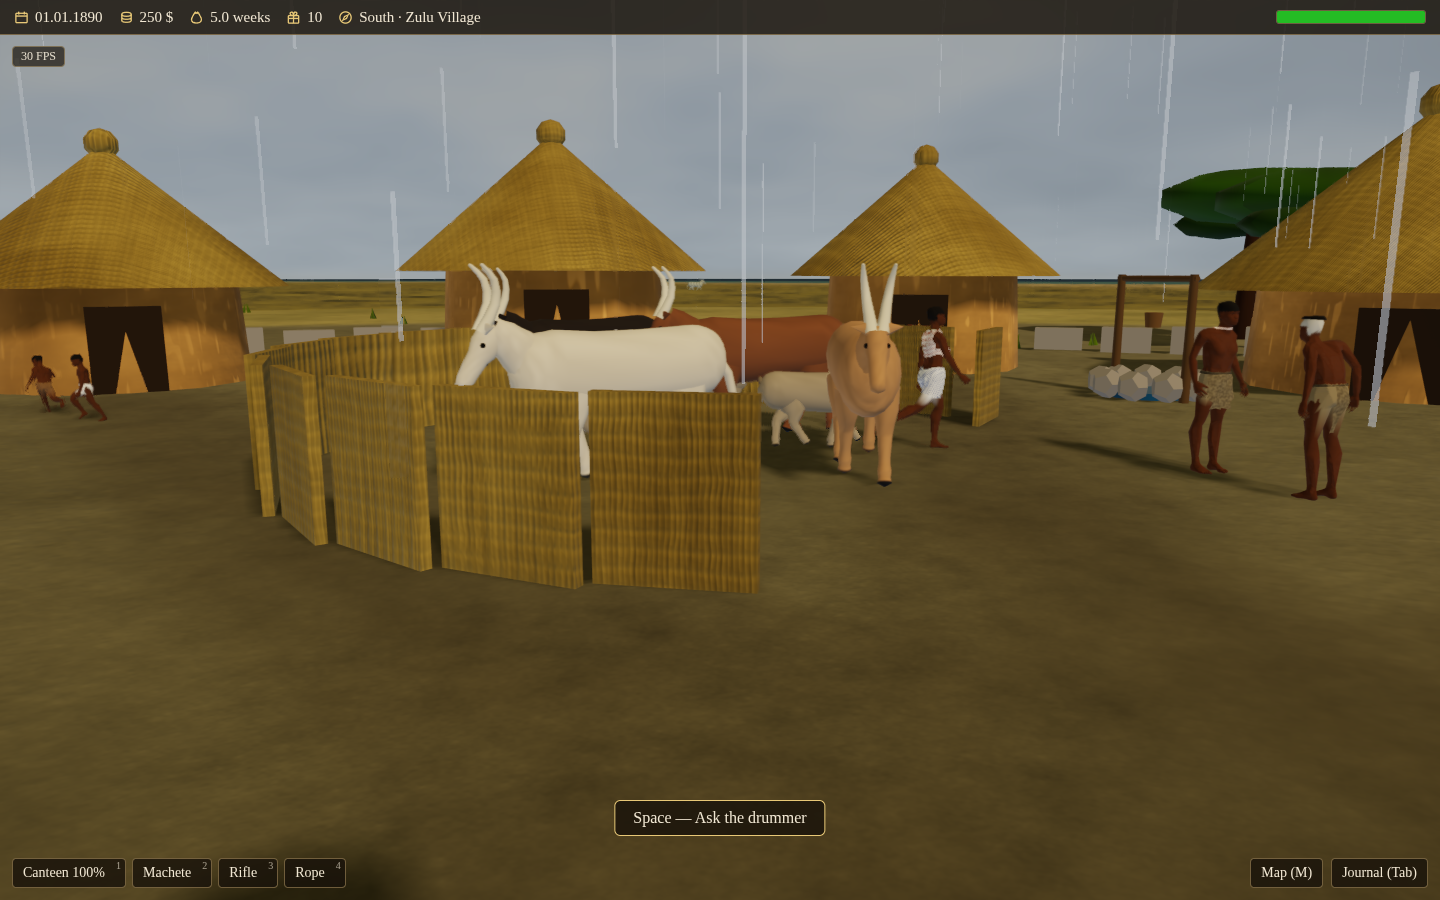 01.01.1890 250 $ 5.0 weeks 10 South · Zulu Village
30 FPS
Space — Ask the drummer
Canteen 100% 1 Machete 2 Rifle 3 Rope 4 Map (M) Journal (Tab)